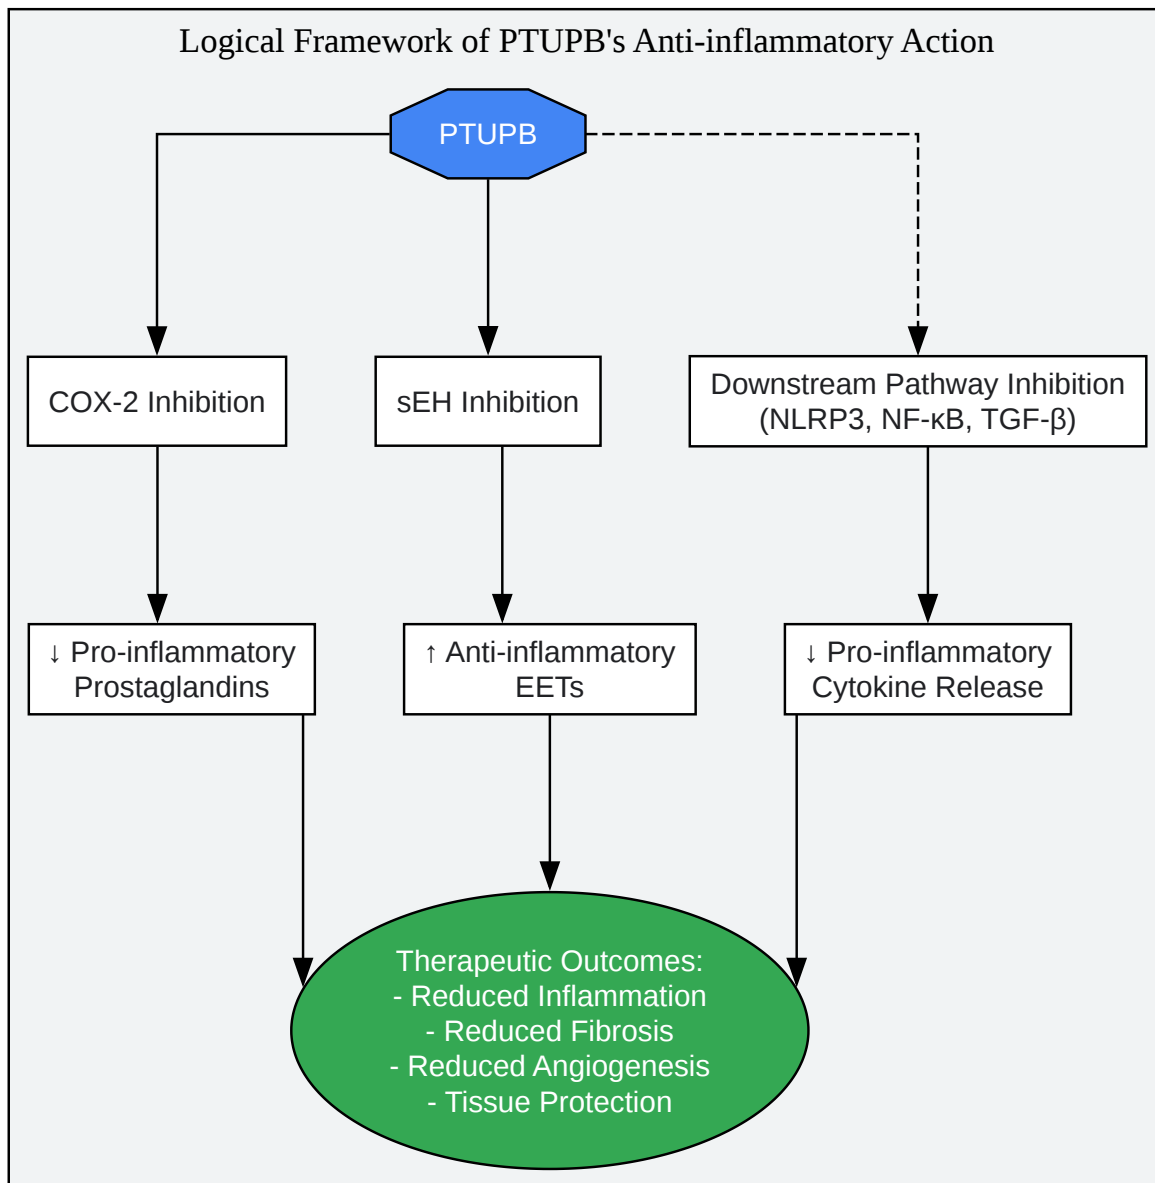 Logical Framework of PTUPB's Anti-inflammatory Action
PTUPB
COX-2 Inhibition
sEH Inhibition
Downstream Pathway Inhibition
(NLRP3, NF-κB, TGF-β)
↓ Pro-inflammatory
Prostaglandins
↑ Anti-inflammatory
EETs
↓ Pro-inflammatory
Cytokine Release
Therapeutic Outcomes:
- Reduced Inflammation
- Reduced Fibrosis
- Reduced Angiogenesis
- Tissue Protection